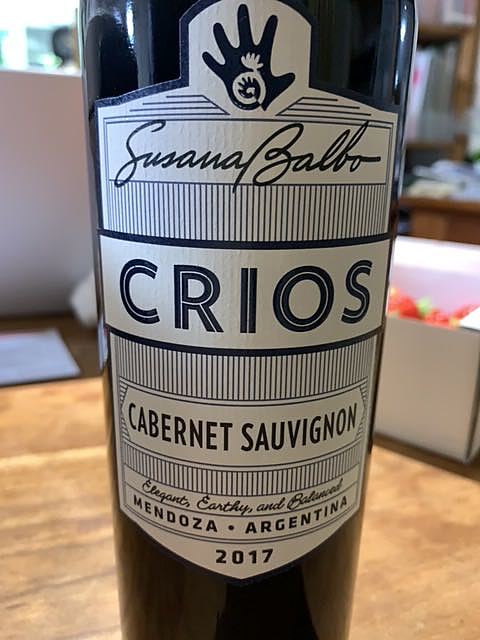 Susana Balbo
CRIOS
CABERNET SAUVIGNON
Elegant, Earthy, and Balanced
MENDOZA • ARGENTINA
2017